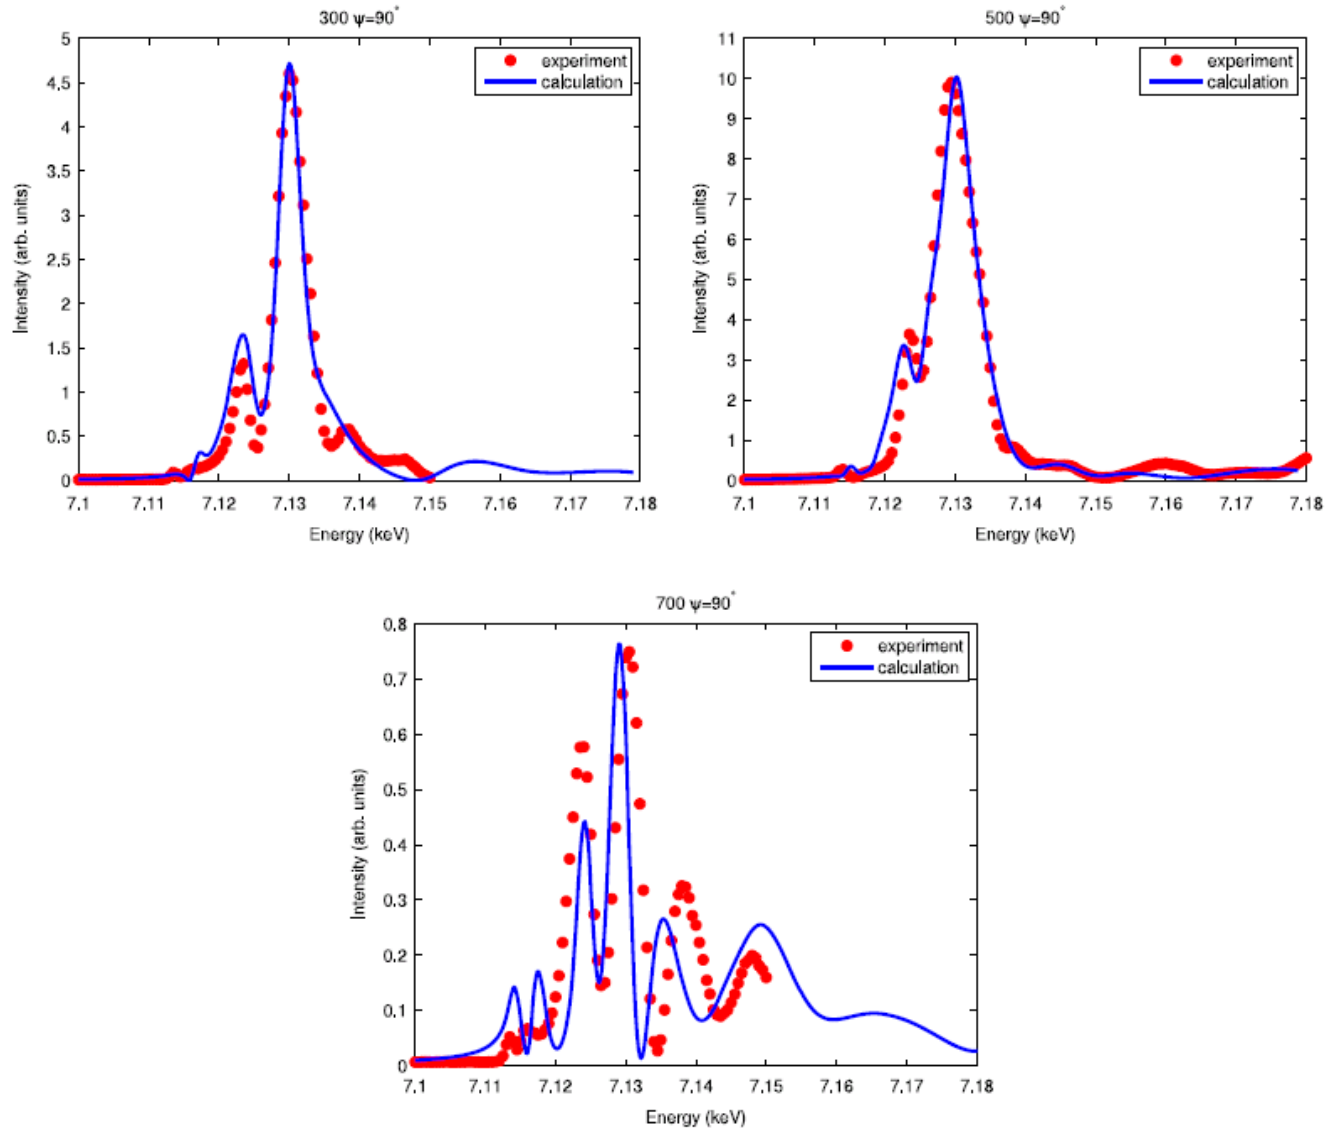 300 ψ=90°
5
4.5
4
3.5
3
2.5
2
1.5
1
0.5
0
Intensity (arb. units)
experiment
calculation
7.1 7.11 7.12 7.13 7.14 7.15 7.16 7.17 7.18
Energy (keV)
500 ψ=90°
11
10
9
8
7
6
5
4
3
2
1
0
Intensity (arb. units)
experiment
calculation
7.1 7.11 7.12 7.13 7.14 7.15 7.16 7.17 7.18
Energy (keV)
700 ψ=90°
0.8
0.7
0.6
0.5
0.4
0.3
0.2
0.1
0
Intensity (arb. units)
experiment
calculation
7.1 7.11 7.12 7.13 7.14 7.15 7.16 7.17 7.18
Energy (keV)